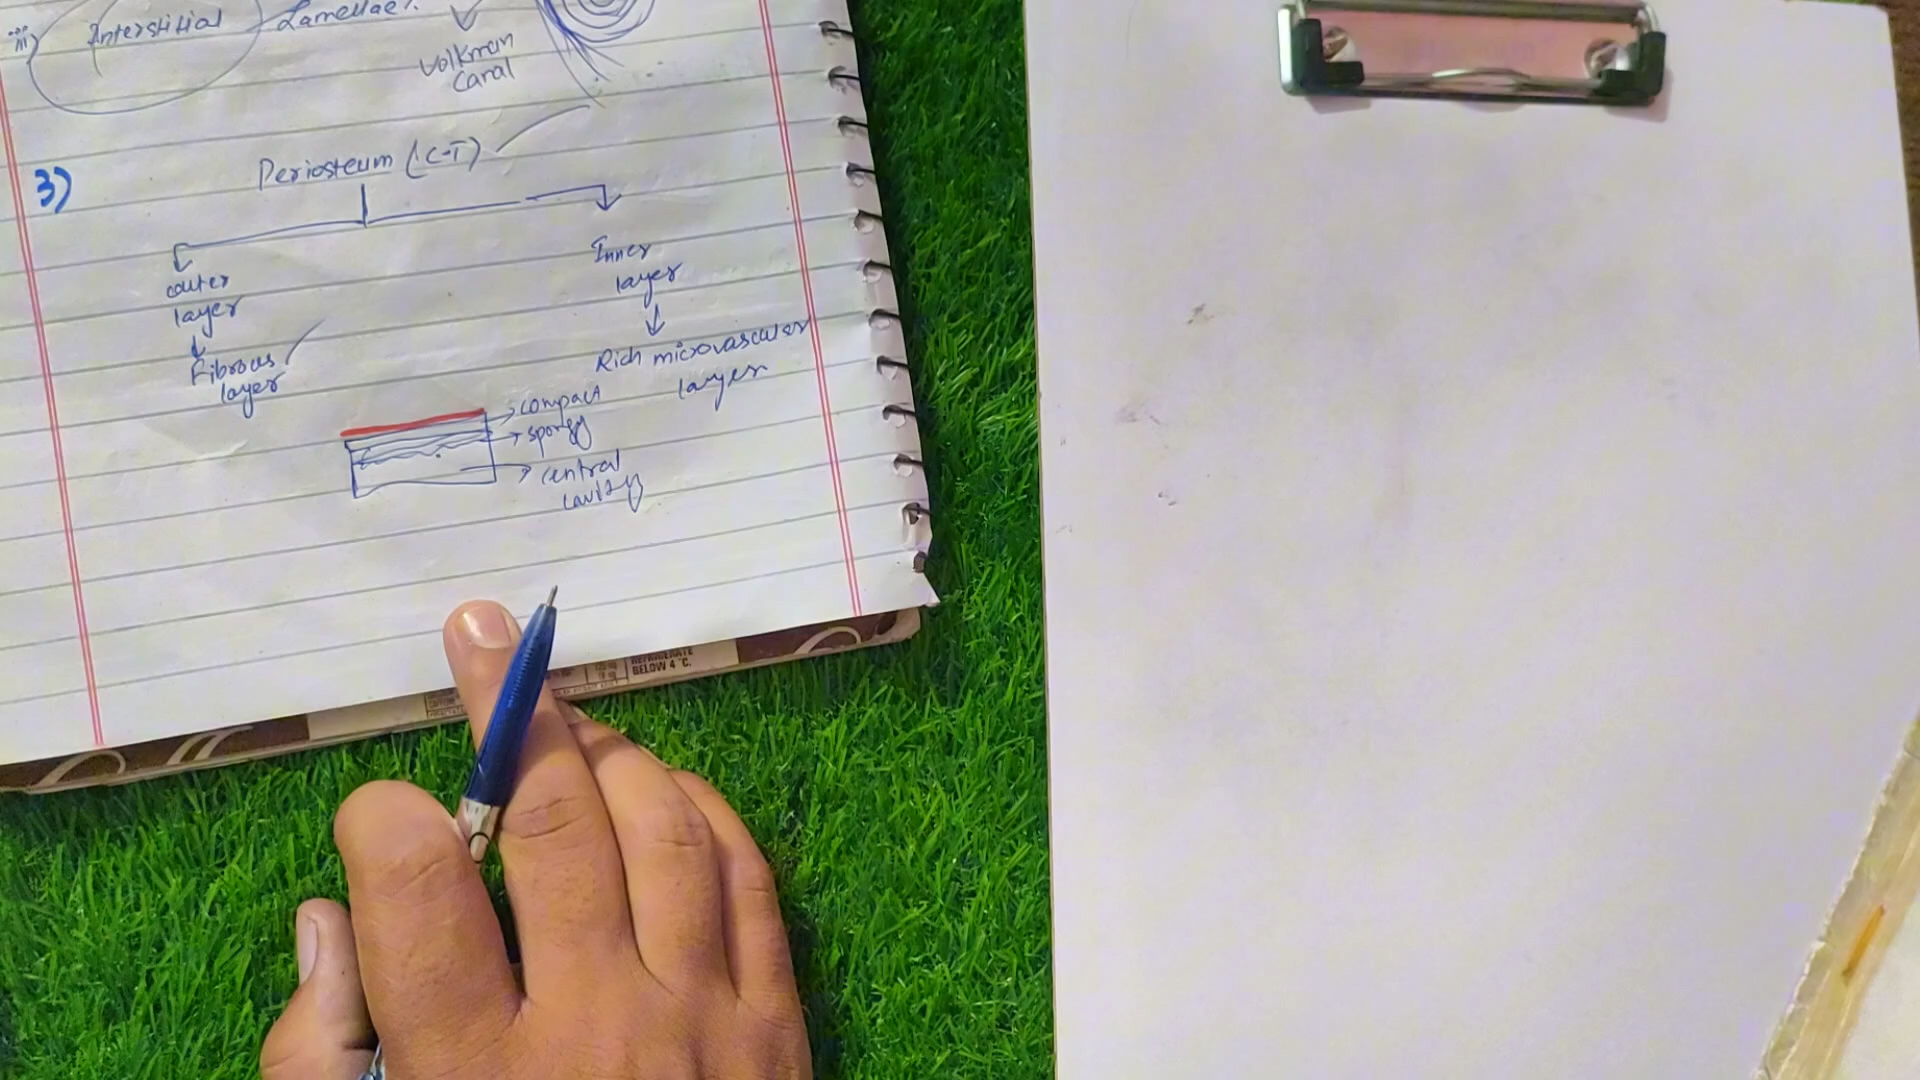 iii) Interstitial Lamellae
Volkman
Canal
3)
Periosteum (C-T)
outer
layer
Fibrous
layer
Inner
layer
Rich microvascular
layer
compact
spongy
central
cavity
REFRIGERATE
BELOW 4°C.